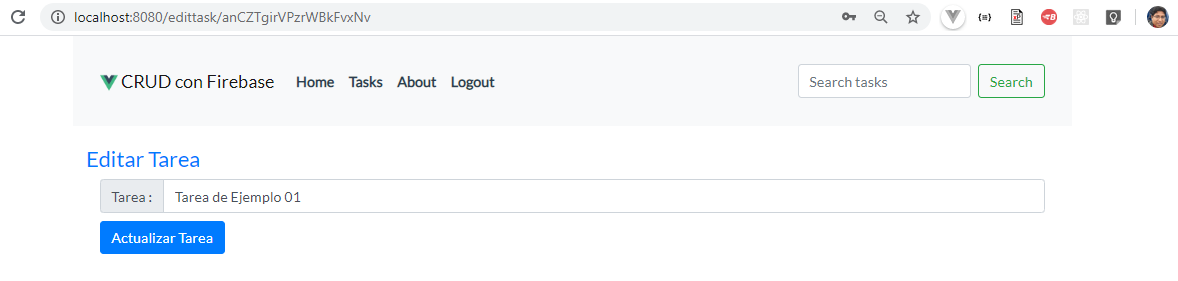 localhost:8080/edittask/anCZTgirVPzrWBkFvxNv
CRUD con Firebase Home Tasks About Logout Search tasks Search
Editar Tarea
Tarea : Tarea de Ejemplo 01
Actualizar Tarea